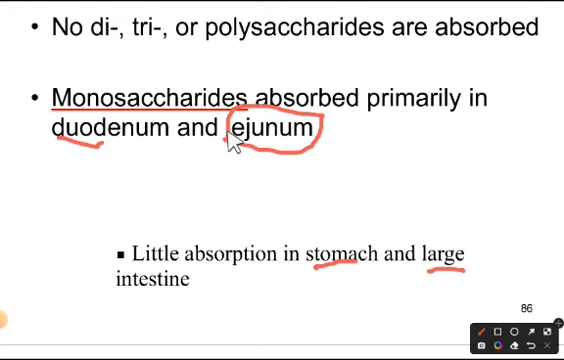 • No di-, tri-, or polysaccharides are absorbed
• Monosaccharides absorbed primarily in
duodenum and ejunum
▪ Little absorption in stomach and large
intestine
86